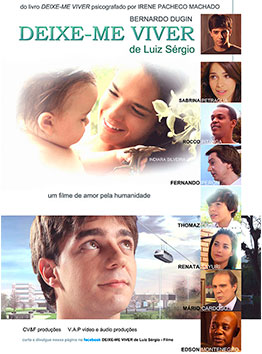 do livro DEIXE-ME VIVER psicografado por IRENE PACHECO MACHADO
BERNARDO DUGIN
DEIXE-ME VIVER
de Luiz Sérgio
SABRINA
ROCCO
INDIANA SILVEIRA
FERNANDO
um filme de amor pela humanidade
THOMAZ
RENATA
MÁRIO CARDOSO
CV&F produções V.A.P vídeo e áudio produções
curta e divulgue nossa página no facebook DEIXE-ME VIVER de Luiz Sérgio - Filme
EDSON MONTENEGRO